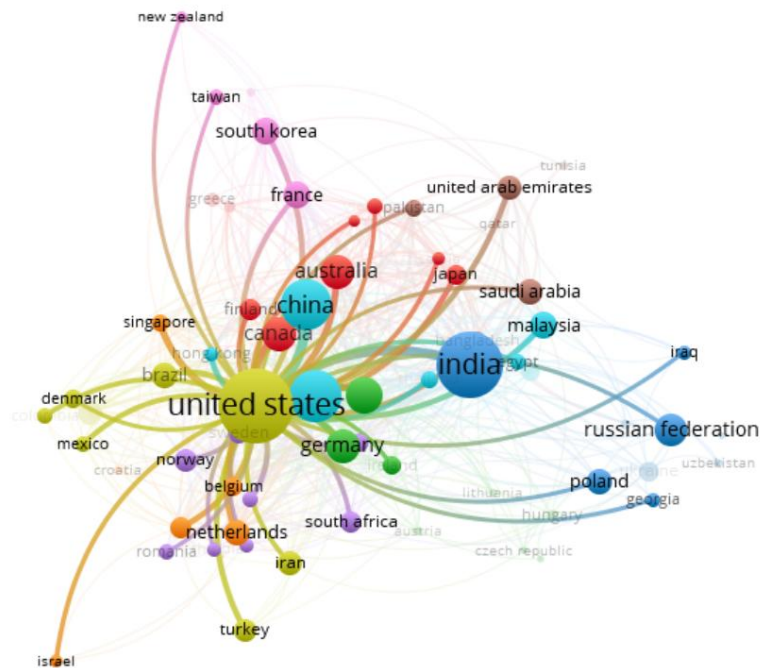 new zealand
taiwan
south korea
tunisia
france
united arab emirates
greece
pakistan
qatar
australia
japan
saudi arabia
china
finland
singapore
canada
malaysia
hong kong
bangladesh
iraq
india
egypt
brazil
denmark
united states
russian federation
sweden
mexico
germany
norway
croatia
ireland
uzbekistan
ukraine
belgium
poland
lithuania
georgia
south africa
hungary
netherlands
austria
romania
czech republic
iran
turkey
israel